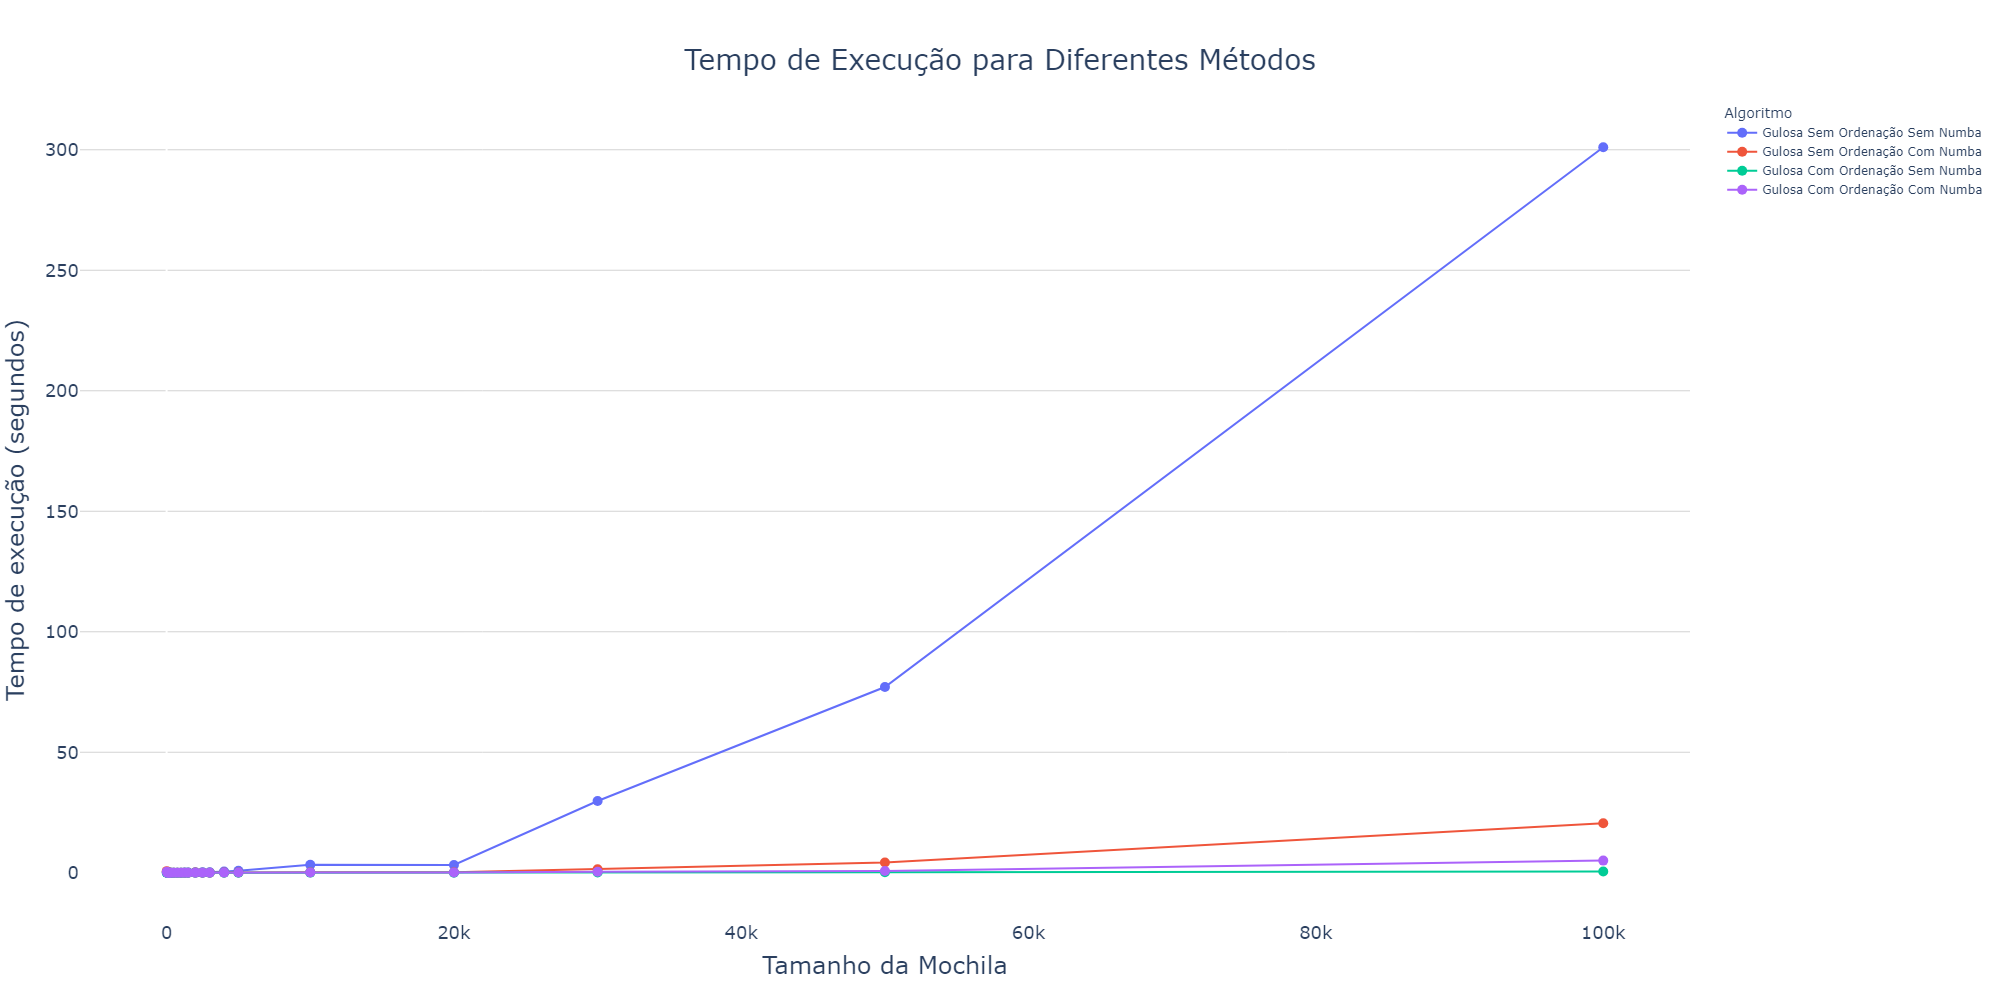 Tempo de Execução para Diferentes Métodos
Algoritmo
Gulosa Sem Ordenação Sem Numba
Gulosa Sem Ordenação Com Numba
Gulosa Com Ordenação Sem Numba
Gulosa Com Ordenação Com Numba
Tempo de execução (segundos)
300
250
200
150
100
50
0
0 20k 40k 60k 80k 100k
Tamanho da Mochila